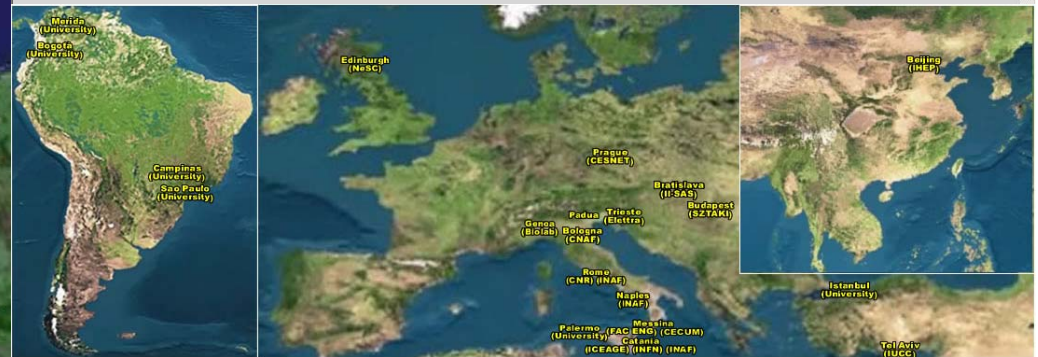 Merida
(University)
Bogota
(University)
Campinas
(University)
Sao Paulo
(University)
Edinburgh
(NeSC)
Prague
(CESNET)
Bratislava
(II-SAS)
Budapest
(SZTAKI)
Genoa
(Biolab)
Padua
Trieste
(Elettra)
Bologna
(CNAF)
Rome
(CNR) (INAF)
Naples
(INAF)
Palermo
(University)
Messina
(FAC ENG) (CECUM)
Catania
(ICEAGE) (INFN) (INAF)
Beijing
(IHEP)
Istanbul
(University)
Tel Aviv
(IUCC)